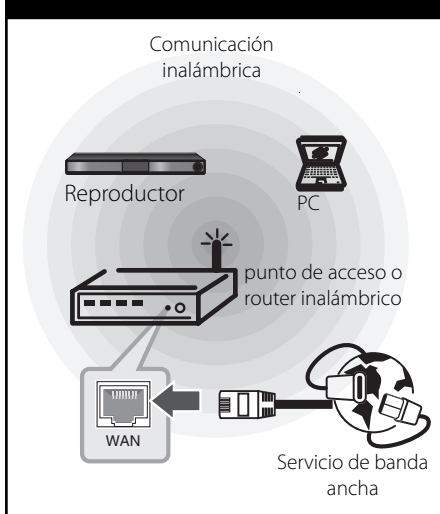 Comunicación
inalámbrica
Reproductor
PC
punto de acceso o
router inalámbrico
WAN
Servicio de banda
ancha